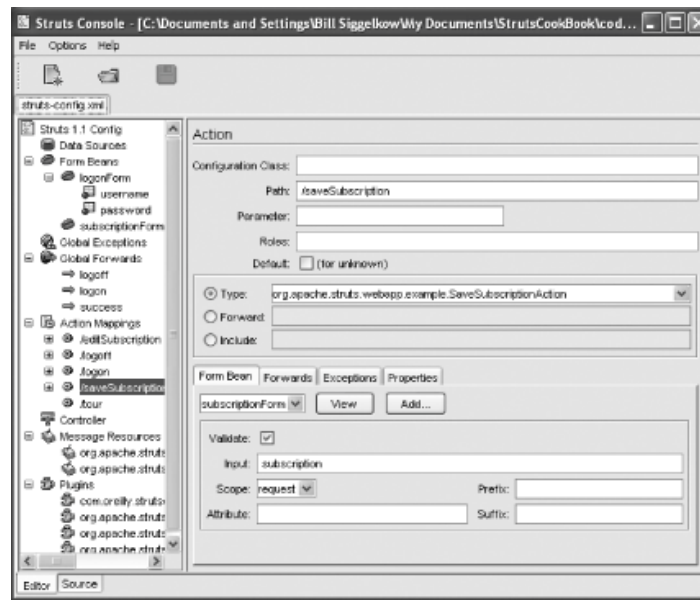 Struts Console - [C:\Documents and Settings\Bill Siggelkow\My Documents\StrutsCookBook\cod...
File Options Help
struts-config.xml
Struts 1.1 Config
Data Sources
Form Beans
logonForm
username
password
subscriptionForm
Global Exceptions
Global Forwards
logoff
logon
success
Action Mappings
/editSubscription
/logoff
/logon
/saveSubscription
/tour
Controller
Message Resources
org.apache.struts
org.apache.struts
Plugins
com.oreilly.struts
org.apache.struts
org.apache.struts
org.apache.struts
Action
Configuration Class:
Path: /saveSubscription
Parameter:
Roles:
Default: (for unknown)
Type: org.apache.struts.webapp.example.SaveSubscriptionAction
Forward:
Include:
Form Bean Forwards Exceptions Properties
subscriptionForm View Add...
Validate:
Input: subscription
Scope: request Prefix:
Attribute: Suffix:
Editor Source